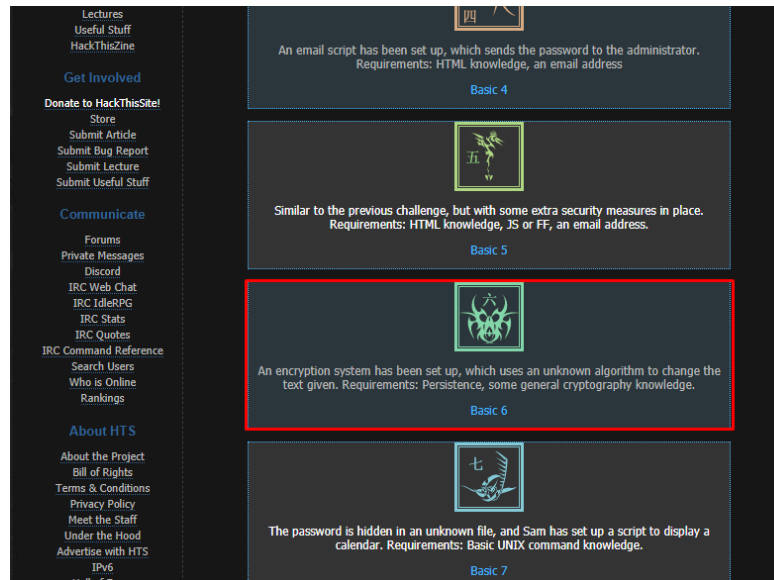 Lectures
Useful Stuff
HackThisZine
Get Involved
Donate to HackThisSite!
Store
Submit Article
Submit Bug Report
Submit Lecture
Submit Useful Stuff
Communicate
Forums
Private Messages
Discord
IRC Web Chat
IRC IdleRPG
IRC Stats
IRC Quotes
IRC Command Reference
Search Users
Who is Online
Rankings
About HTS
About the Project
Bill of Rights
Terms & Conditions
Privacy Policy
Meet the Staff
Under the Hood
Advertise with HTS
IPv6
四
An email script has been set up, which sends the password to the administrator.
Requirements: HTML knowledge, an email address
Basic 4
五
Similar to the previous challenge, but with some extra security measures in place.
Requirements: HTML knowledge, JS or FF, an email address.
Basic 5
六
An encryption system has been set up, which uses an unknown algorithm to change the
text given. Requirements: Persistence, some general cryptography knowledge.
Basic 6
七
The password is hidden in an unknown file, and Sam has set up a script to display a
calendar. Requirements: Basic UNIX command knowledge.
Basic 7